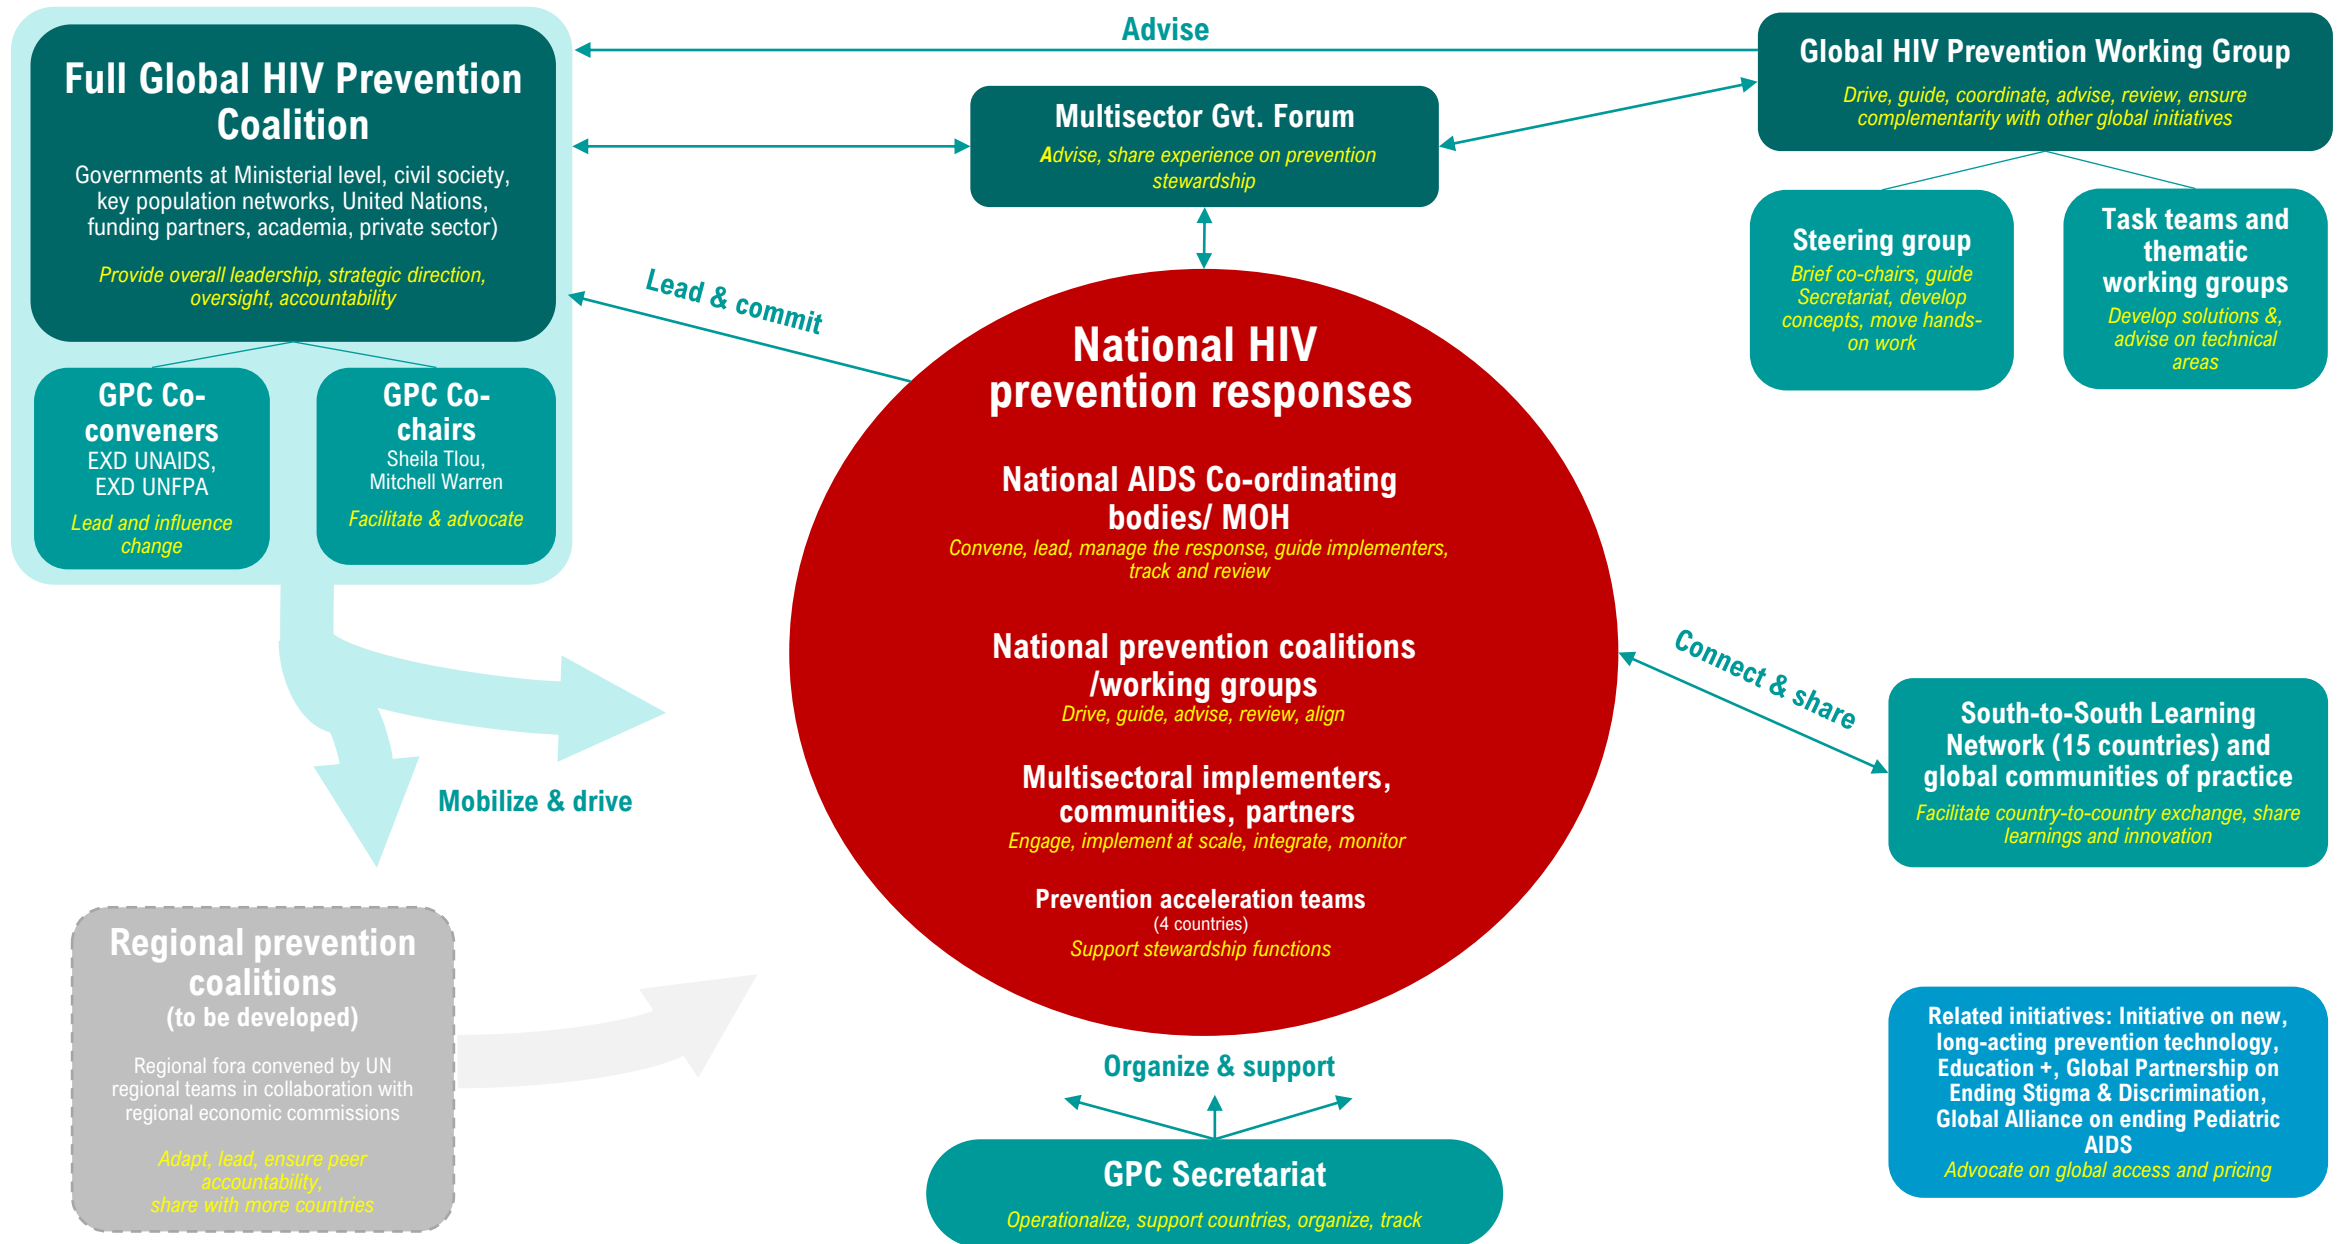 Full Global HIV Prevention
Coalition
Governments at Ministerial level, civil society,
key population networks, United Nations,
funding partners, academia, private sector)
Provide overall leadership, strategic direction,
oversight, accountability
GPC Co-
conveners
EXD UNAIDS,
EXD UNFPA
Lead and influence
change
GPC Co-
chairs
Sheila Tlou,
Mitchell Warren
Facilitate & advocate
Advise
Multisector Gvt. Forum
Advise, share experience on prevention
stewardship
Global HIV Prevention Working Group
Drive, guide, coordinate, advise, review, ensure
complementarity with other global initiatives
Steering group
Brief co-chairs, guide
Secretariat, develop
concepts, move hands-
on work
Task teams and
thematic
working groups
Develop solutions &,
advise on technical
areas
Lead & commit
National HIV
prevention responses
National AIDS Co-ordinating
bodies/ MOH
Convene, lead, manage the response, guide implementers,
track and review
National prevention coalitions
/working groups
Drive, guide, advise, review, align
Multisectoral implementers,
communities, partners
Engage, implement at scale, integrate, monitor
Prevention acceleration teams
(4 countries)
Support stewardship functions
Connect & share
South-to-South Learning
Network (15 countries) and
global communities of practice
Facilitate country-to-country exchange, share
learnings and innovation
Mobilize & drive
Regional prevention
coalitions
(to be developed)
Regional fora convened by UN
regional teams in collaboration with
regional economic commissions
Adapt, lead, ensure peer
accountability,
share with more countries
Organize & support
GPC Secretariat
Operationalize, support countries, organize, track
Related initiatives: Initiative on new,
long-acting prevention technology,
Education +, Global Partnership on
Ending Stigma & Discrimination,
Global Alliance on ending Pediatric
AIDS
Advocate on global access and pricing